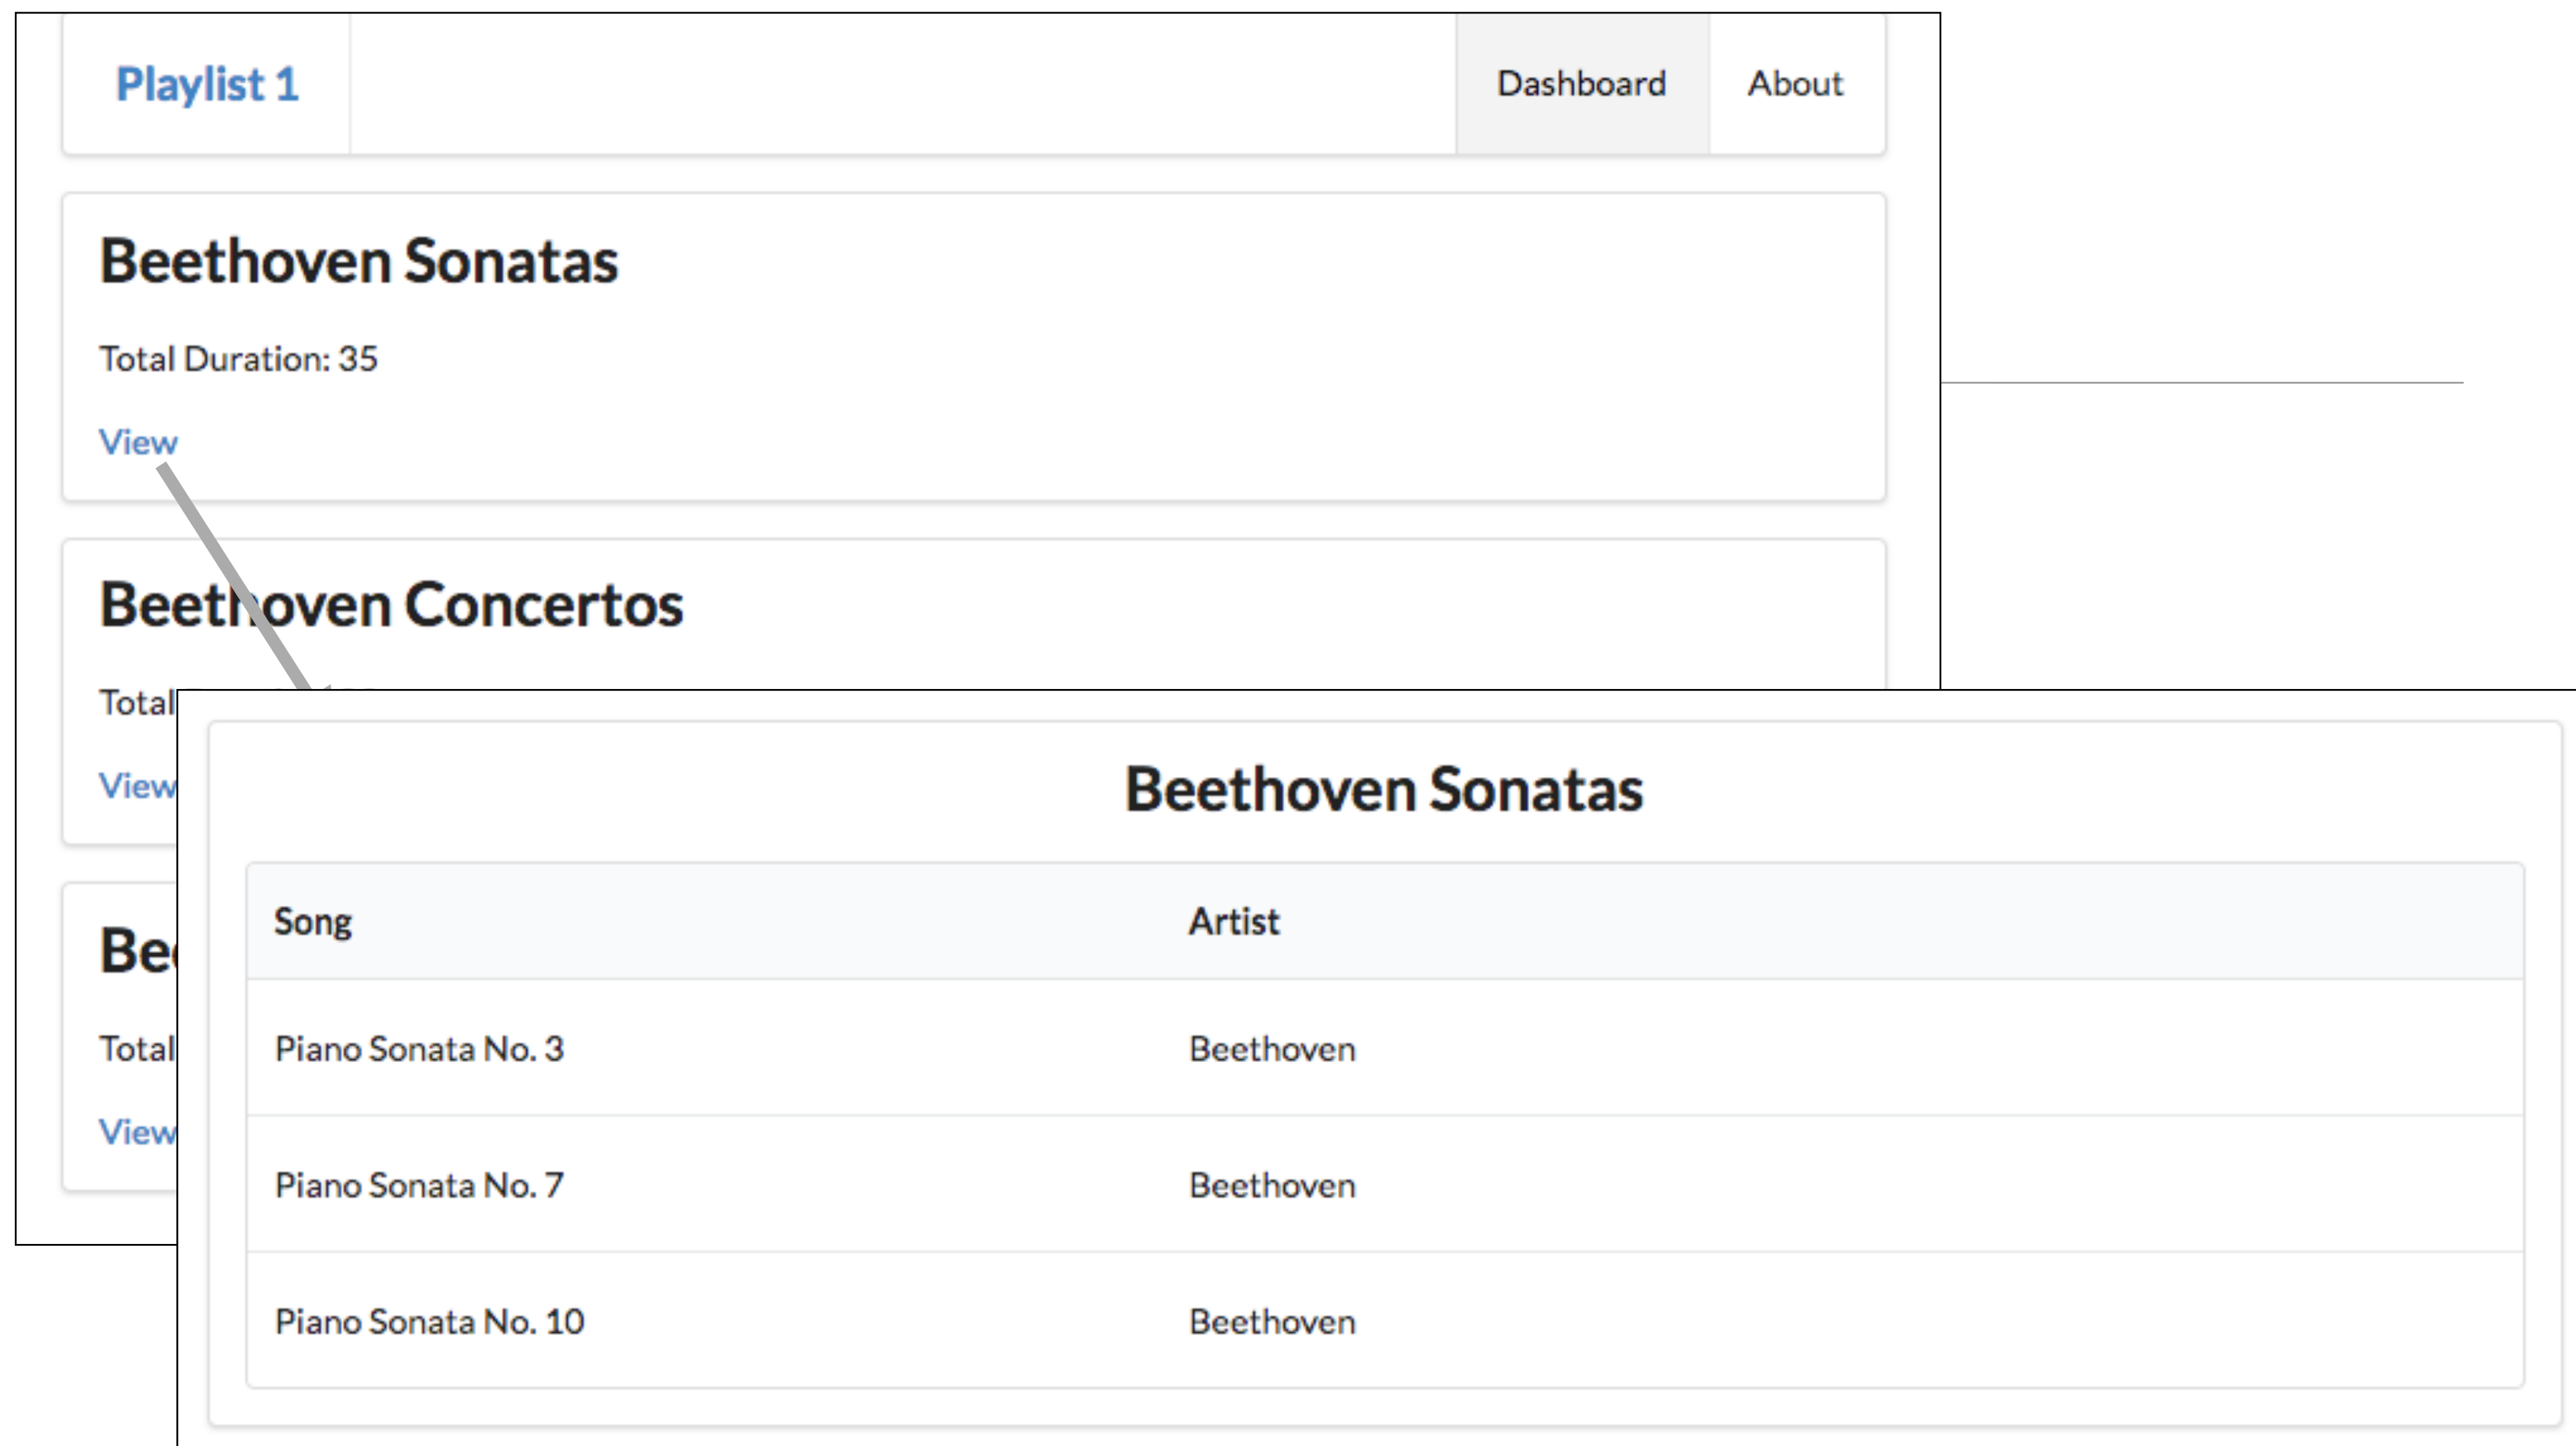 Playlist 1
Dashboard
About
Beethoven Sonatas
Total Duration: 35
View
Beethoven Concertos
Total
View
Total
View
Beethoven Sonatas
Song Artist
Piano Sonata No. 3 Beethoven
Piano Sonata No. 7 Beethoven
Piano Sonata No. 10 Beethoven